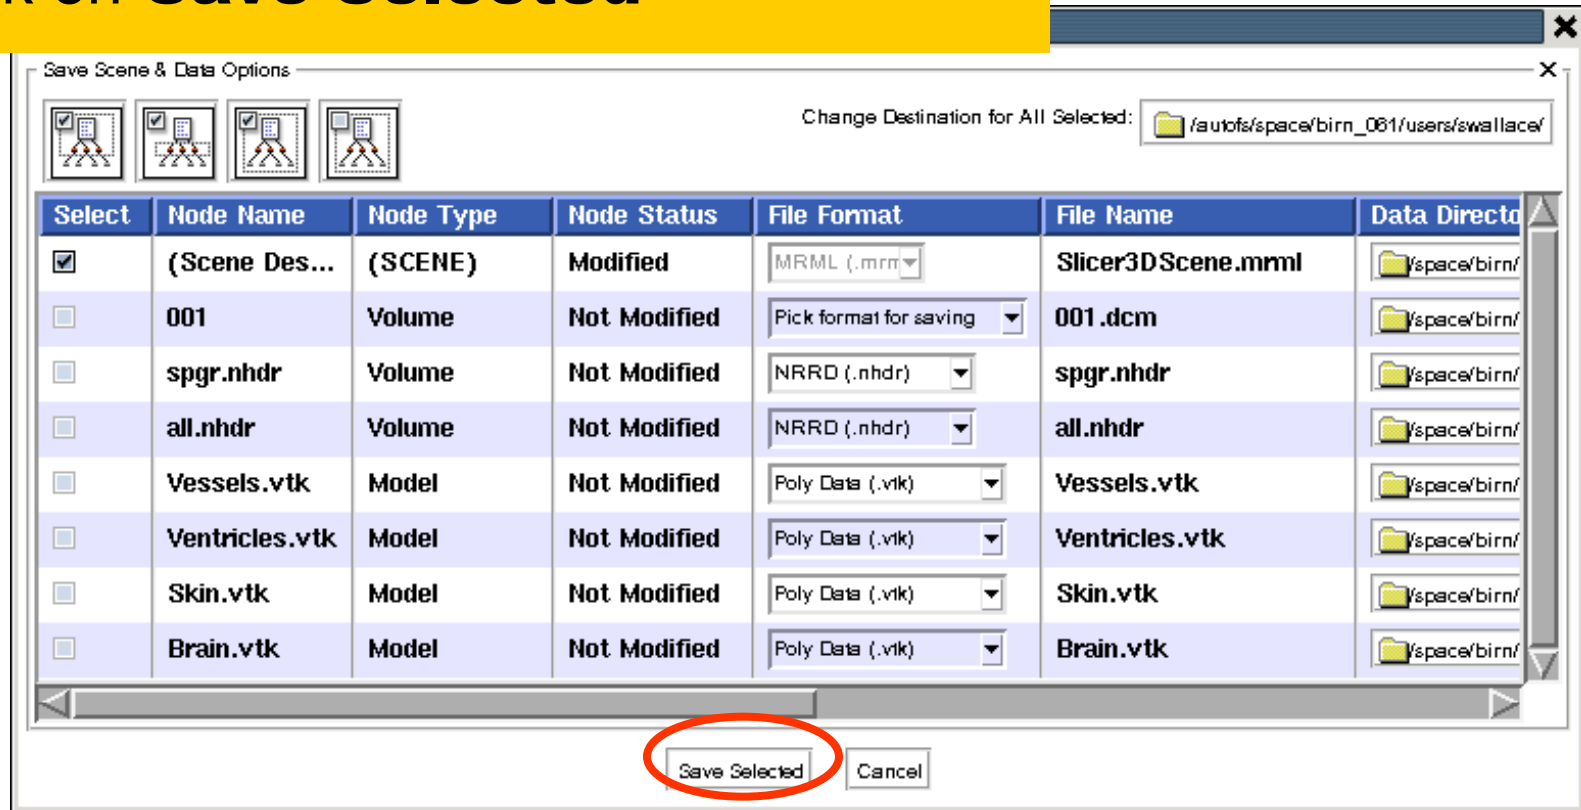 k on Save Selected
Save Scene & Data Options
Change Destination for All Selected: /autofs/space/birn_061/users/swallace/
Select Node Name Node Type Node Status File Format File Name Data Directo
(Scene Des... (SCENE) Modified MRML (.mrm Slicer3DScene.mrml /space/birn/
001 Volume Not Modified Pick format for saving 001.dcm /space/birn/
spgr.nhdr Volume Not Modified NRRD (.nhdr) spgr.nhdr /space/birn/
all.nhdr Volume Not Modified NRRD (.nhdr) all.nhdr /space/birn/
Vessels.vtk Model Not Modified Poly Data (.vtk) Vessels.vtk /space/birn/
Ventricles.vtk Model Not Modified Poly Data (.vtk) Ventricles.vtk /space/birn/
Skin.vtk Model Not Modified Poly Data (.vtk) Skin.vtk /space/birn/
Brain.vtk Model Not Modified Poly Data (.vtk) Brain.vtk /space/birn/
Save Selected Cancel